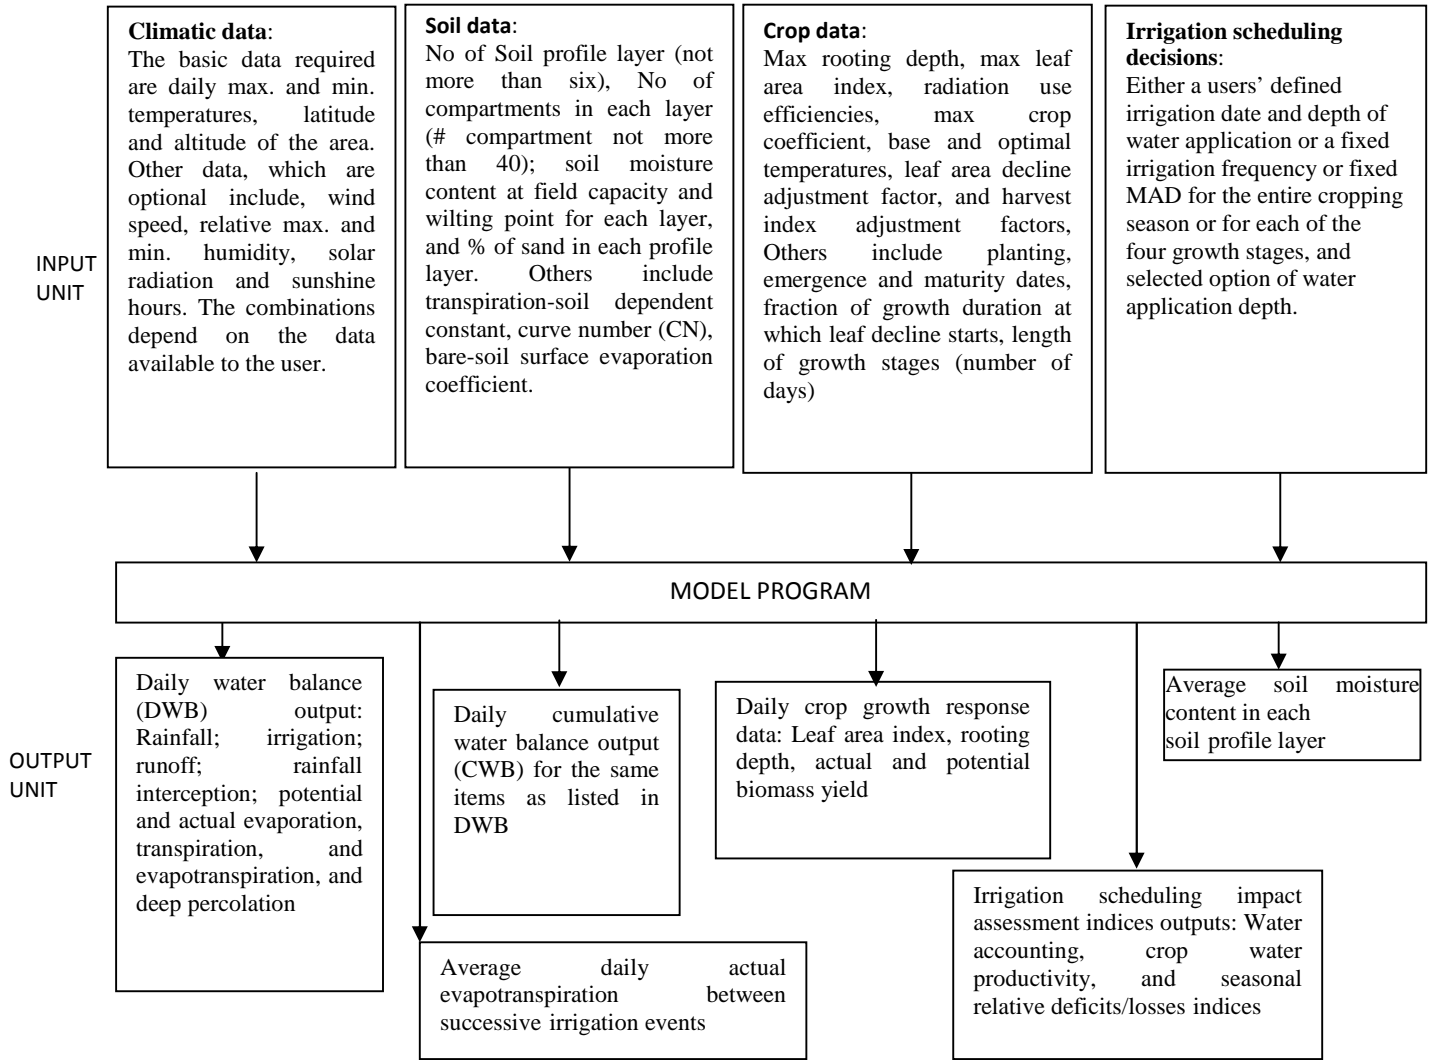 INPUT
UNIT
Climatic data:
The basic data required
are daily max. and min.
temperatures, latitude
and altitude of the area.
Other data, which are
optional include, wind
speed, relative max. and
min. humidity, solar
radiation and sunshine
hours. The combinations
depend on the data
available to the user.
Soil data:
No of Soil profile layer (not
more than six), No of
compartments in each layer
(# compartment not more
than 40); soil moisture
content at field capacity and
wilting point for each layer,
and % of sand in each profile
layer. Others include
transpiration-soil dependent
constant, curve number (CN),
bare-soil surface evaporation
coefficient.
Crop data:
Max rooting depth, max leaf
area index, radiation use
efficiencies, max crop
coefficient, base and optimal
temperatures, leaf area decline
adjustment factor, and harvest
index adjustment factors,
Others include planting,
emergence and maturity dates,
fraction of growth duration at
which leaf decline starts, length
of growth stages (number of
days)
Irrigation scheduling
decisions:
Either a users’ defined
irrigation date and depth of
water application or a fixed
irrigation frequency or fixed
MAD for the entire cropping
season or for each of the
four growth stages, and
selected option of water
application depth.
MODEL PROGRAM
OUTPUT
UNIT
Daily water balance
(DWB) output:
Rainfall; irrigation;
runoff; rainfall
interception; potential
and actual evaporation,
transpiration, and
evapotranspiration, and
deep percolation
Daily cumulative
water balance output
(CWB) for the same
items as listed in
DWB
Daily crop growth response
data: Leaf area index, rooting
depth, actual and potential
biomass yield
Average soil moisture
content in each
soil profile layer
Average daily actual
evapotranspiration between
successive irrigation events
Irrigation scheduling impact
assessment indices outputs: Water
accounting, crop water
productivity, and seasonal
relative deficits/losses indices